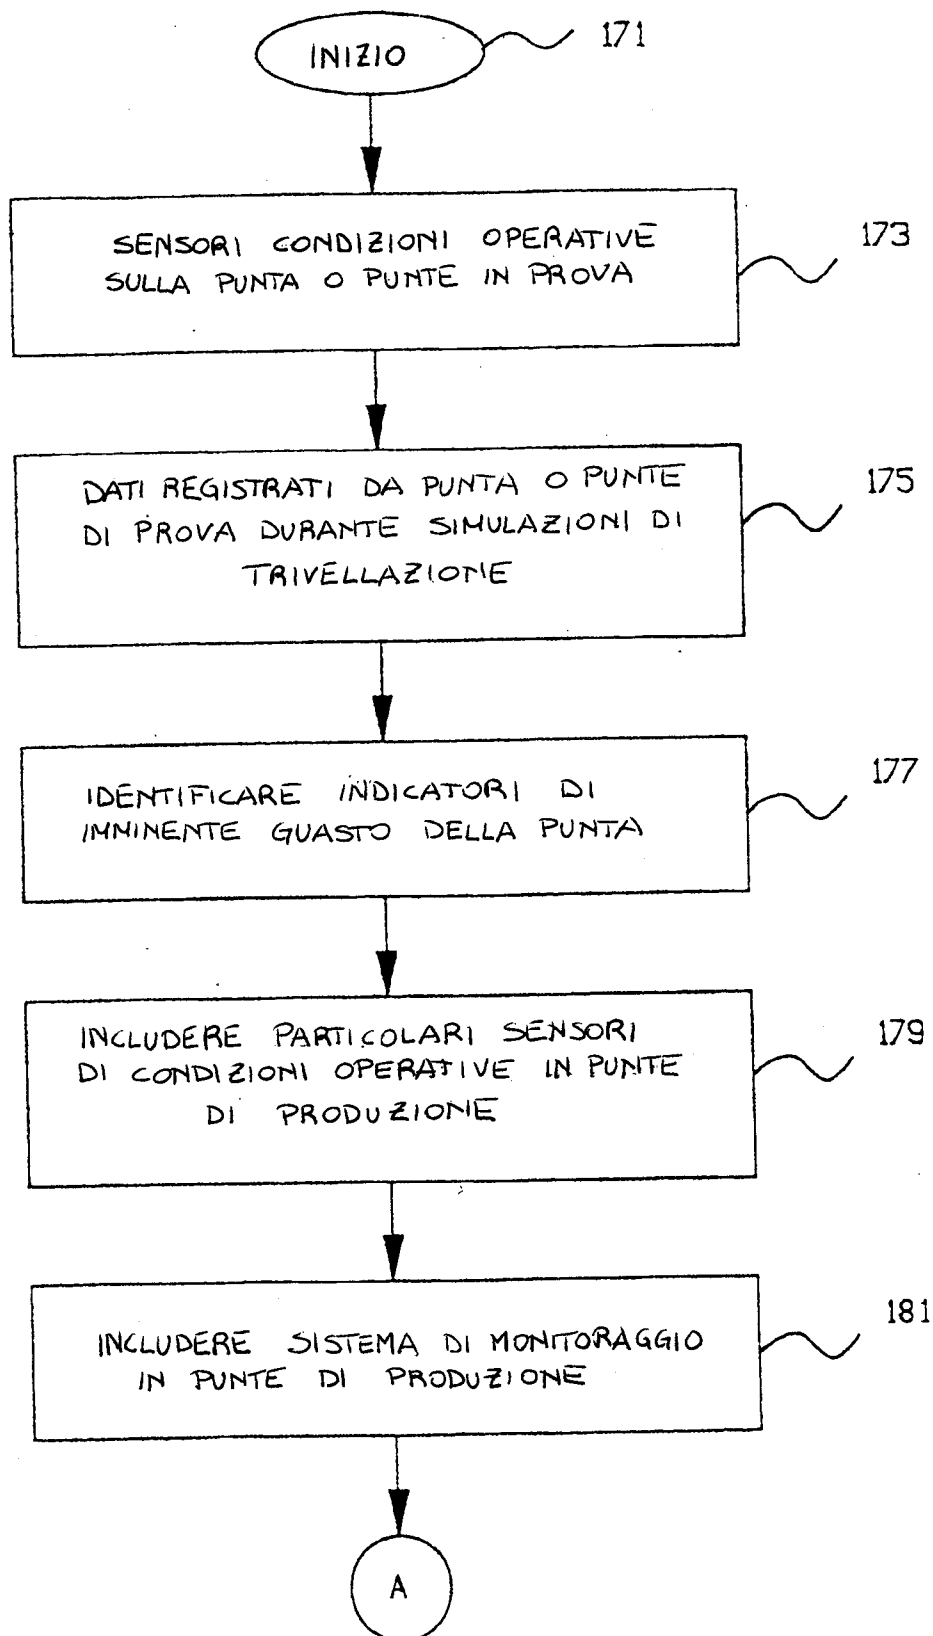 INIZIO
171
SENSORI CONDIZIONI OPERATIVE
SULLA PUNTA O PUNTE IN PROVA
173
DATI REGISTRATI DA PUNTA O PUNTE
DI PROVA DURANTE SIMULAZIONI DI
TRIVELLAZIONE
175
IDENTIFICARE INDICATORI DI
IMMINENTE GUASTO DELLA PUNTA
177
INCLUDERE PARTICOLARI SENSORI
DI CONDIZIONI OPERATIVE IN PUNTE
DI PRODUZIONE
179
INCLUDERE SISTEMA DI MONITORAGGIO
IN PUNTE DI PRODUZIONE
181
A